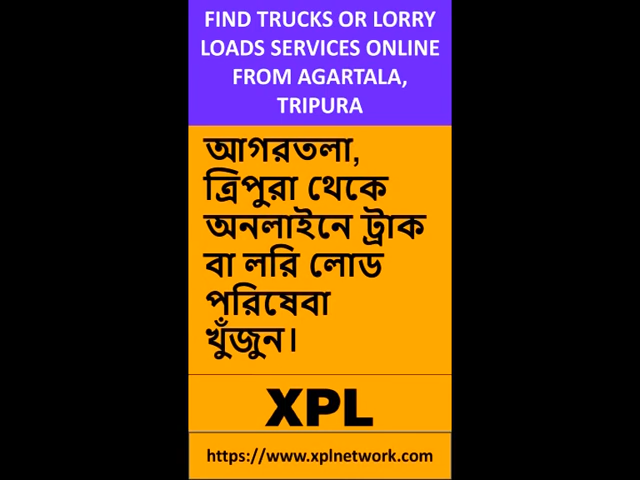 FIND TRUCKS OR LORRY
LOADS SERVICES ONLINE
FROM AGARTALA,
TRIPURA
আগরতলা,
ত্রিপুরা থেকে
অনলাইনে ট্রাক
বা লরি লোড
পরিষেবা
খুঁজুন।
XPL
https://www.xplnetwork.com